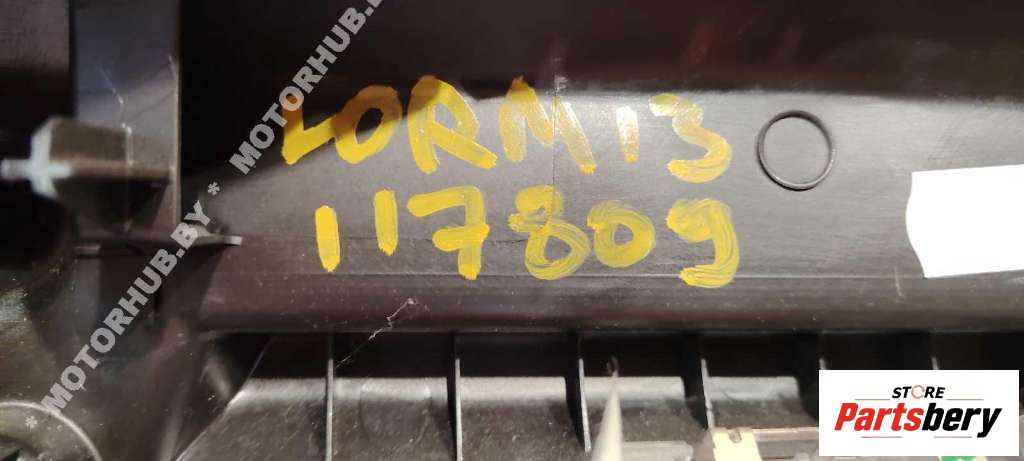 LORM13
117809
* MOTORHUB.BY * MOTORHUB.BY
STORE
Partsbery